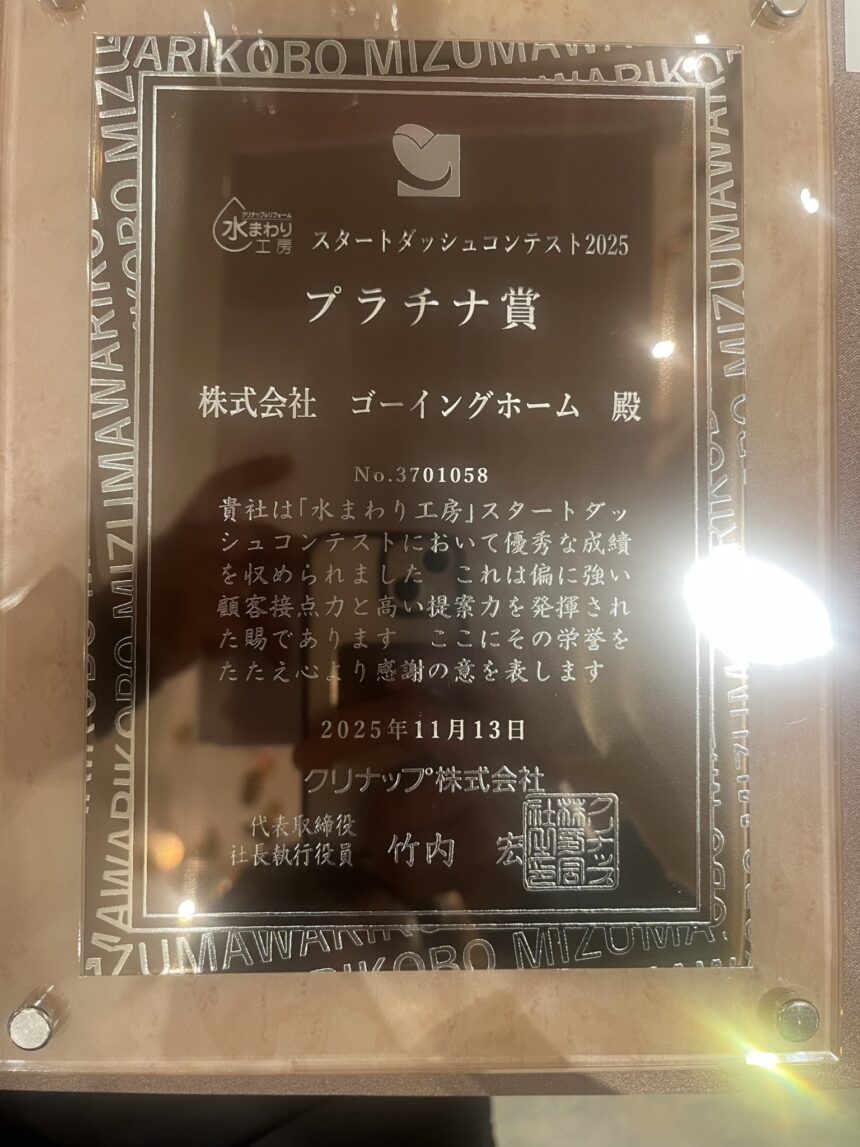 ARIKOBO MIZUMAWA
WARIKO
クリナップのリフォーム
水まわり
工房
スタートダッシュコンテスト2025
プラチナ賞
株式会社 ゴーイングホーム 殿
No.3701058
貴社は「水まわり工房」スタートダッ
シュコンテストにおいて優秀な成績
を収められました これは偏に強い
顧客接点力と高い提案力を発揮され
た賜であります ここにその栄誉を
たたえ心より感謝の意を表します
2025年11月13日
クリナップ株式会社
代表取締役
社長執行役員 竹内 宏
MIZUMAWARIKOBO MIZUMA
ARIKOBO